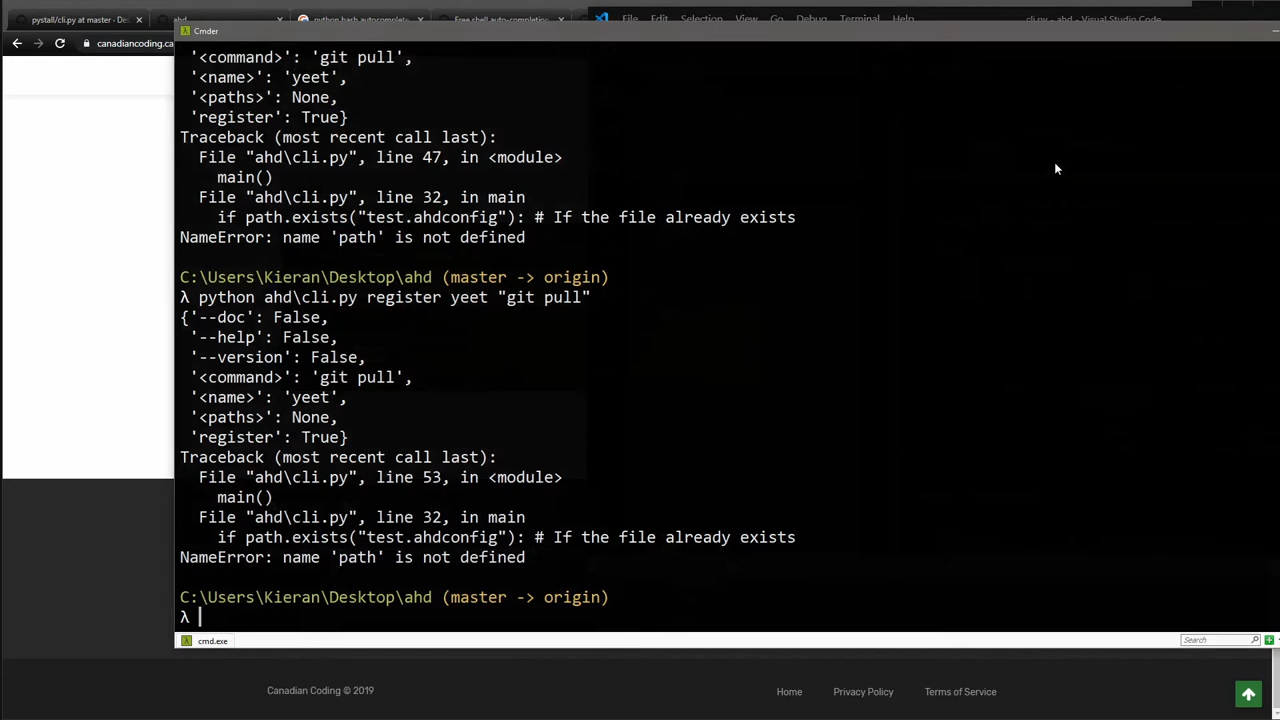 pystall/cli.py at master · De
ahd
python bash autocomplete
Free shell auto-completion
File Edit Selection View Go Debug Terminal Help
cli.py - ahd - Visual Studio Code
canadiancoding.ca
Cmder
'<command>': 'git pull',
'<name>': 'yeet',
'<paths>': None,
'register': True}
Traceback (most recent call last):
File "ahd\cli.py", line 47, in <module>
main()
File "ahd\cli.py", line 32, in main
if path.exists("test.ahdconfig"): # If the file already exists
NameError: name 'path' is not defined
C:\Users\Kieran\Desktop\ahd (master -> origin)
λ python ahd\cli.py register yeet "git pull"
{'--doc': False,
'--help': False,
'--version': False,
'<command>': 'git pull',
'<name>': 'yeet',
'<paths>': None,
'register': True}
Traceback (most recent call last):
File "ahd\cli.py", line 53, in <module>
main()
File "ahd\cli.py", line 32, in main
if path.exists("test.ahdconfig"): # If the file already exists
NameError: name 'path' is not defined
C:\Users\Kieran\Desktop\ahd (master -> origin)
λ
cmd.exe
Search
Canadian Coding © 2019
Home Privacy Policy Terms of Service